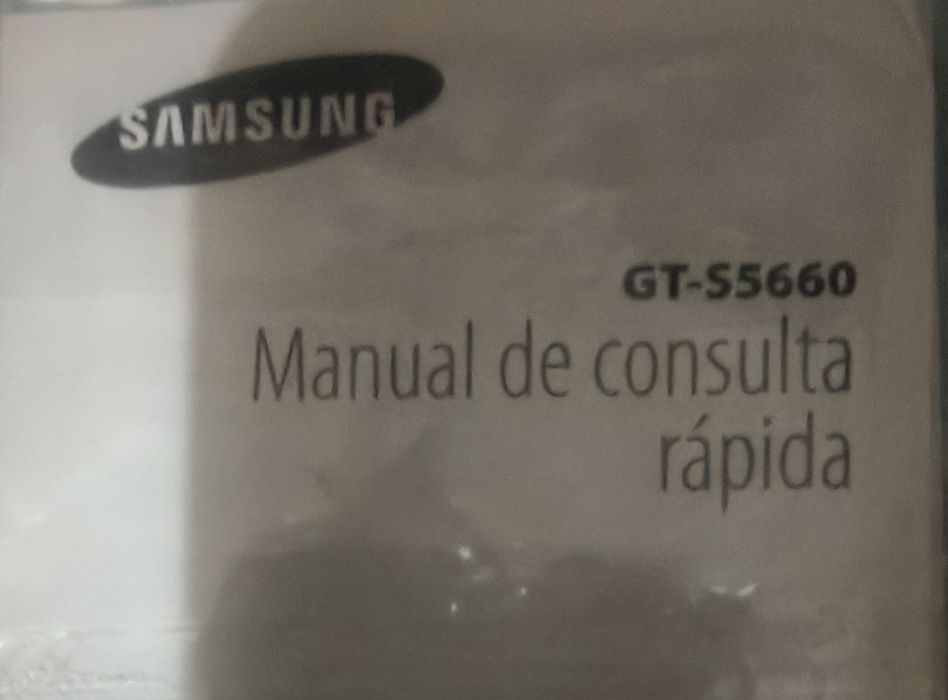 SAMSUNG
GT-S5660
Manual de consulta
rápida